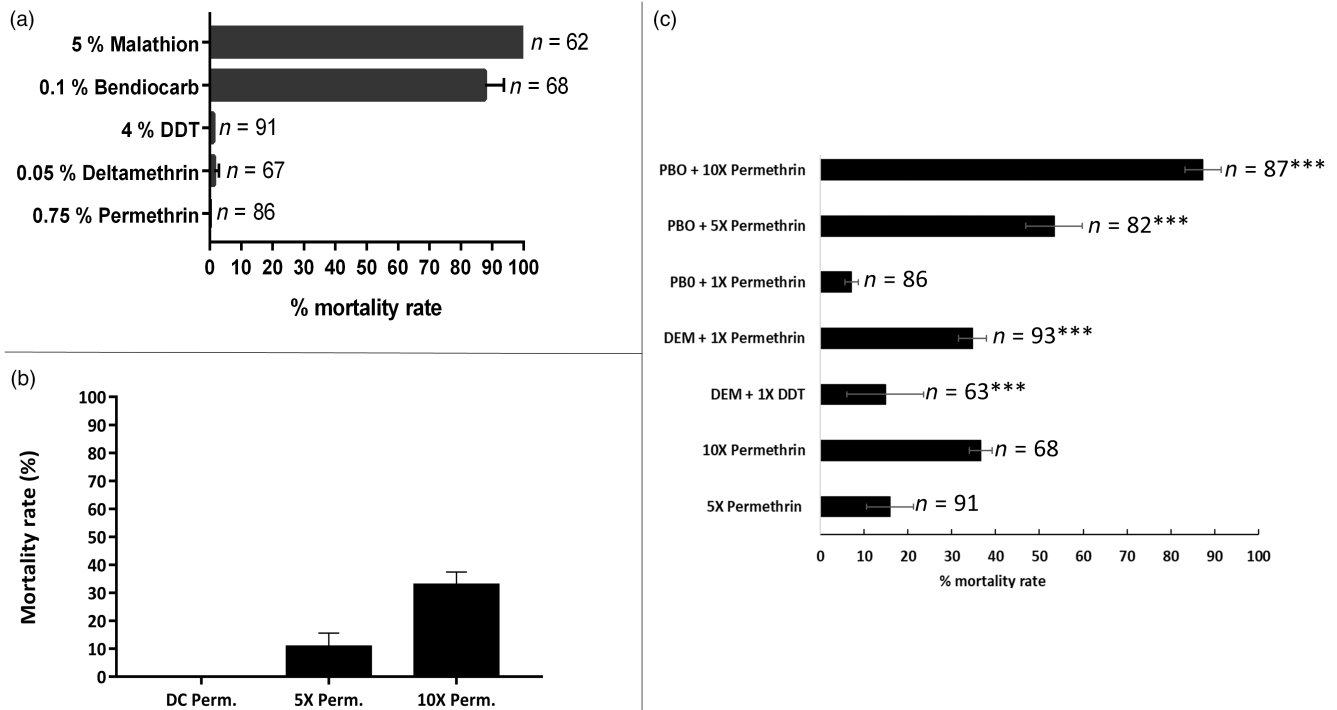 (a)
5 % Malathion
n = 62
0.1 % Bendiocarb
n = 68
4 % DDT
n = 91
0.05 % Deltamethrin
n = 67
0.75 % Permethrin
n = 86
0 10 20 30 40 50 60 70 80 90 100
% mortality rate
(b)
100
90
80
70
60
50
40
30
20
10
0
Mortality rate (%)
DC Perm. 5X Perm. 10X Perm.
(c)
PBO + 10X Permethrin
n = 87***
PBO + 5X Permethrin
n = 82***
PB0 + 1X Permethrin
n = 86
DEM + 1X Permethrin
n = 93***
DEM + 1X DDT
n = 63***
10X Permethrin
n = 68
5X Permethrin
n = 91
0 10 20 30 40 50 60 70 80 90 100
% mortality rate